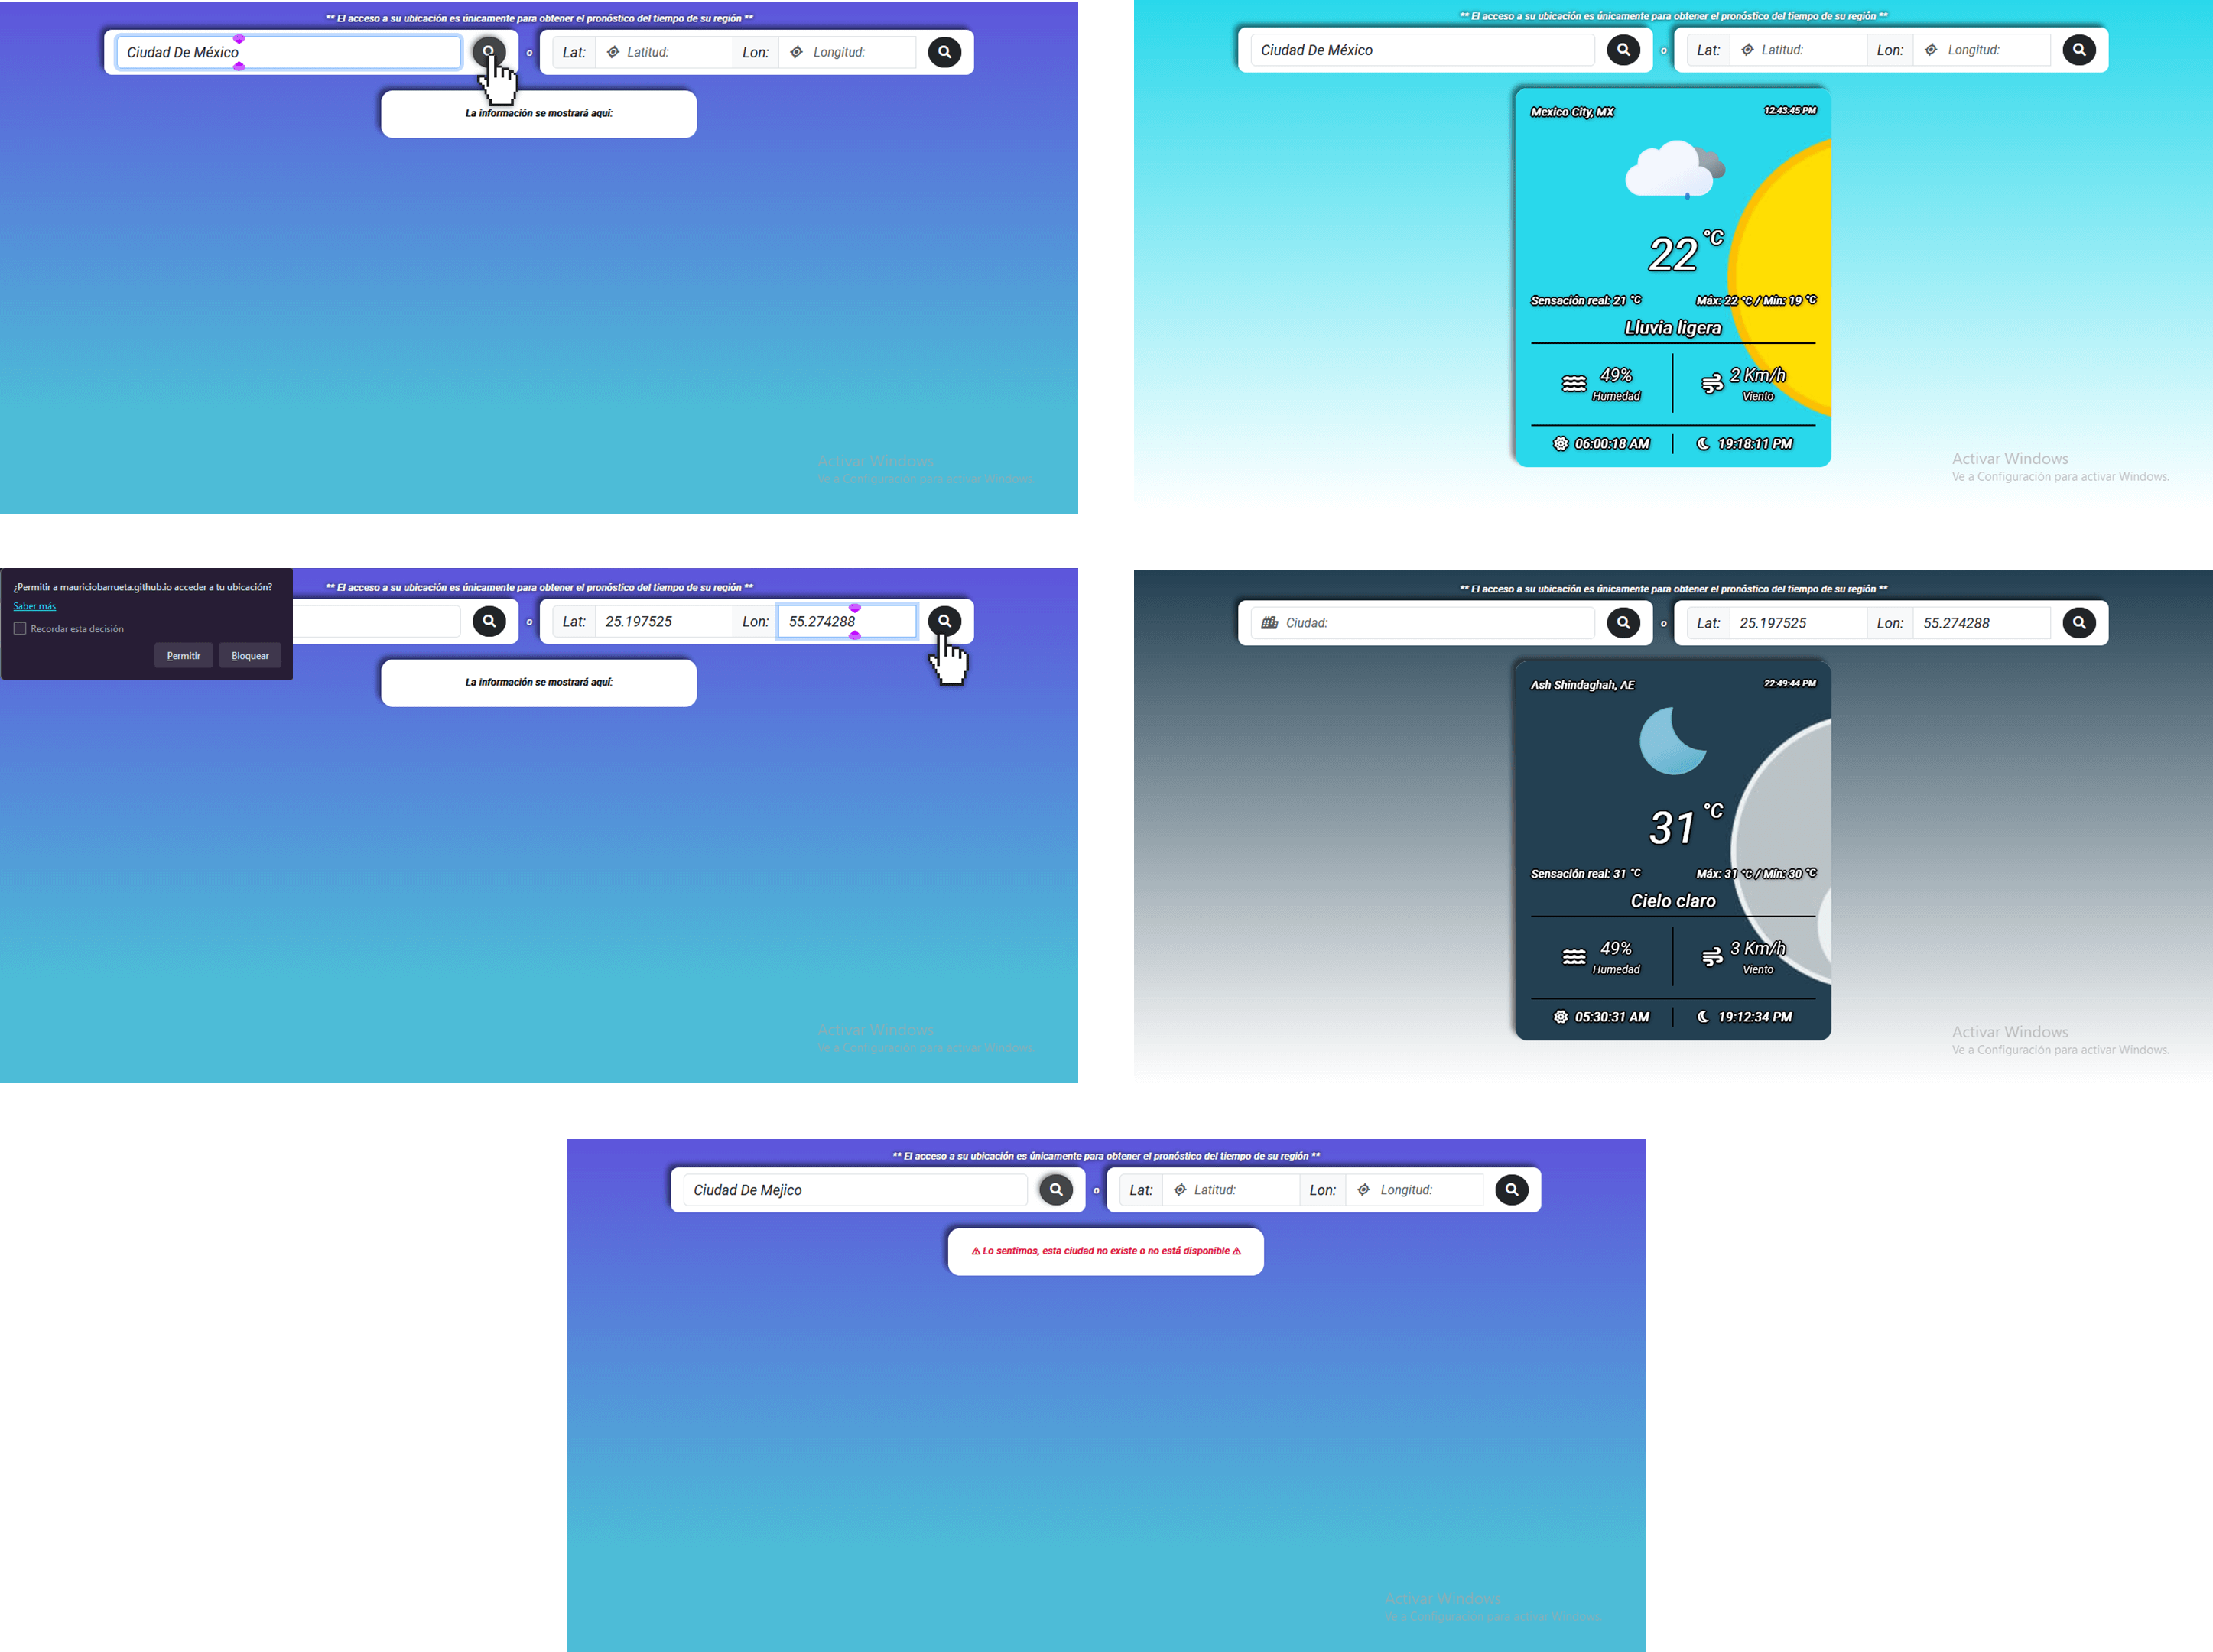 ** El acceso a su ubicación es únicamente para obtener el pronóstico del tiempo de su región **
Ciudad De México
o
Lat: Latitud: Lon: Longitud:
La información se mostrará aquí:
Activar Windows
Ve a Configuración para activar Windows.
** El acceso a su ubicación es únicamente para obtener el pronóstico del tiempo de su región **
Ciudad De México
o
Lat: Latitud: Lon: Longitud:
Mexico City, MX
12:43:45 PM
22 °C
Sensación real: 21 °C
Máx: 22 °C / Mín: 19 °C
Lluvia ligera
49%
Humedad
2 Km/h
Viento
06:00:18 AM
19:18:11 PM
Activar Windows
Ve a Configuración para activar Windows.
¿Permitir a mauriciobarrueta.github.io acceder a tu ubicación?
Saber más
Recordar esta decisión
Permitir
Bloquear
** El acceso a su ubicación es únicamente para obtener el pronóstico del tiempo de su región **
o
Lat: 25.197525 Lon: 55.274288
La información se mostrará aquí:
Activar Windows
Ve a Configuración para activar Windows.
** El acceso a su ubicación es únicamente para obtener el pronóstico del tiempo de su región **
Ciudad:
o
Lat: 25.197525 Lon: 55.274288
Ash Shindaghah, AE
22:49:44 PM
31 °C
Sensación real: 31 °C
Máx: 31 °C / Mín: 30 °C
Cielo claro
49%
Humedad
3 Km/h
Viento
05:30:31 AM
19:12:34 PM
Activar Windows
Ve a Configuración para activar Windows.
** El acceso a su ubicación es únicamente para obtener el pronóstico del tiempo de su región **
Ciudad De Mejico
o
Lat: Latitud: Lon: Longitud:
⚠ Lo sentimos, esta ciudad no existe o no está disponible ⚠
Activar Windows
Ve a Configuración para activar Windows.